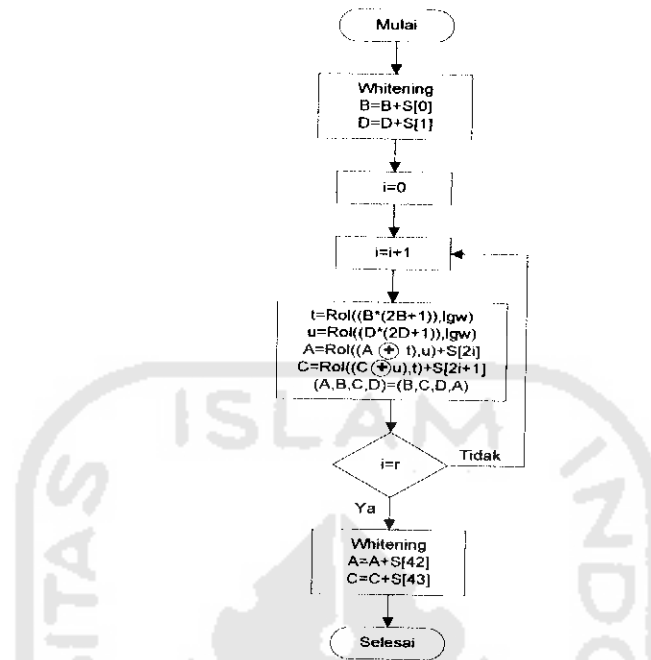 Mulai
Whitening
B=B+S[0]
D=D+S[1]
i=0
i=i+1
t=Rol((B*(2B+1)),lgw)
u=Rol((D*(2D+1)),lgw)
A=Rol((A ⊕ t),u)+S[2i]
C=Rol((C ⊕ u),t)+S[2i+1]
(A,B,C,D)=(B,C,D,A)
i=r
Tidak
Ya
Whitening
A=A+S[42]
C=C+S[43]
Selesai
ISLAM